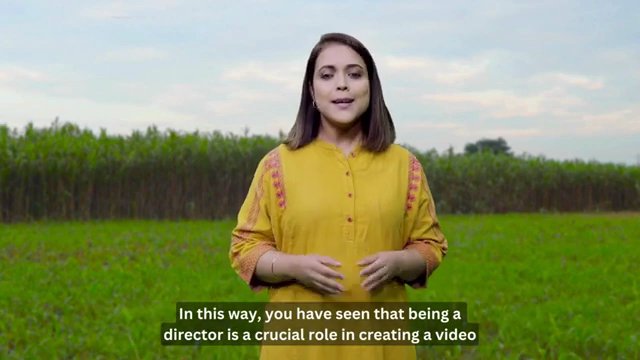 In this way, you have seen that being a
director is a crucial role in creating a video